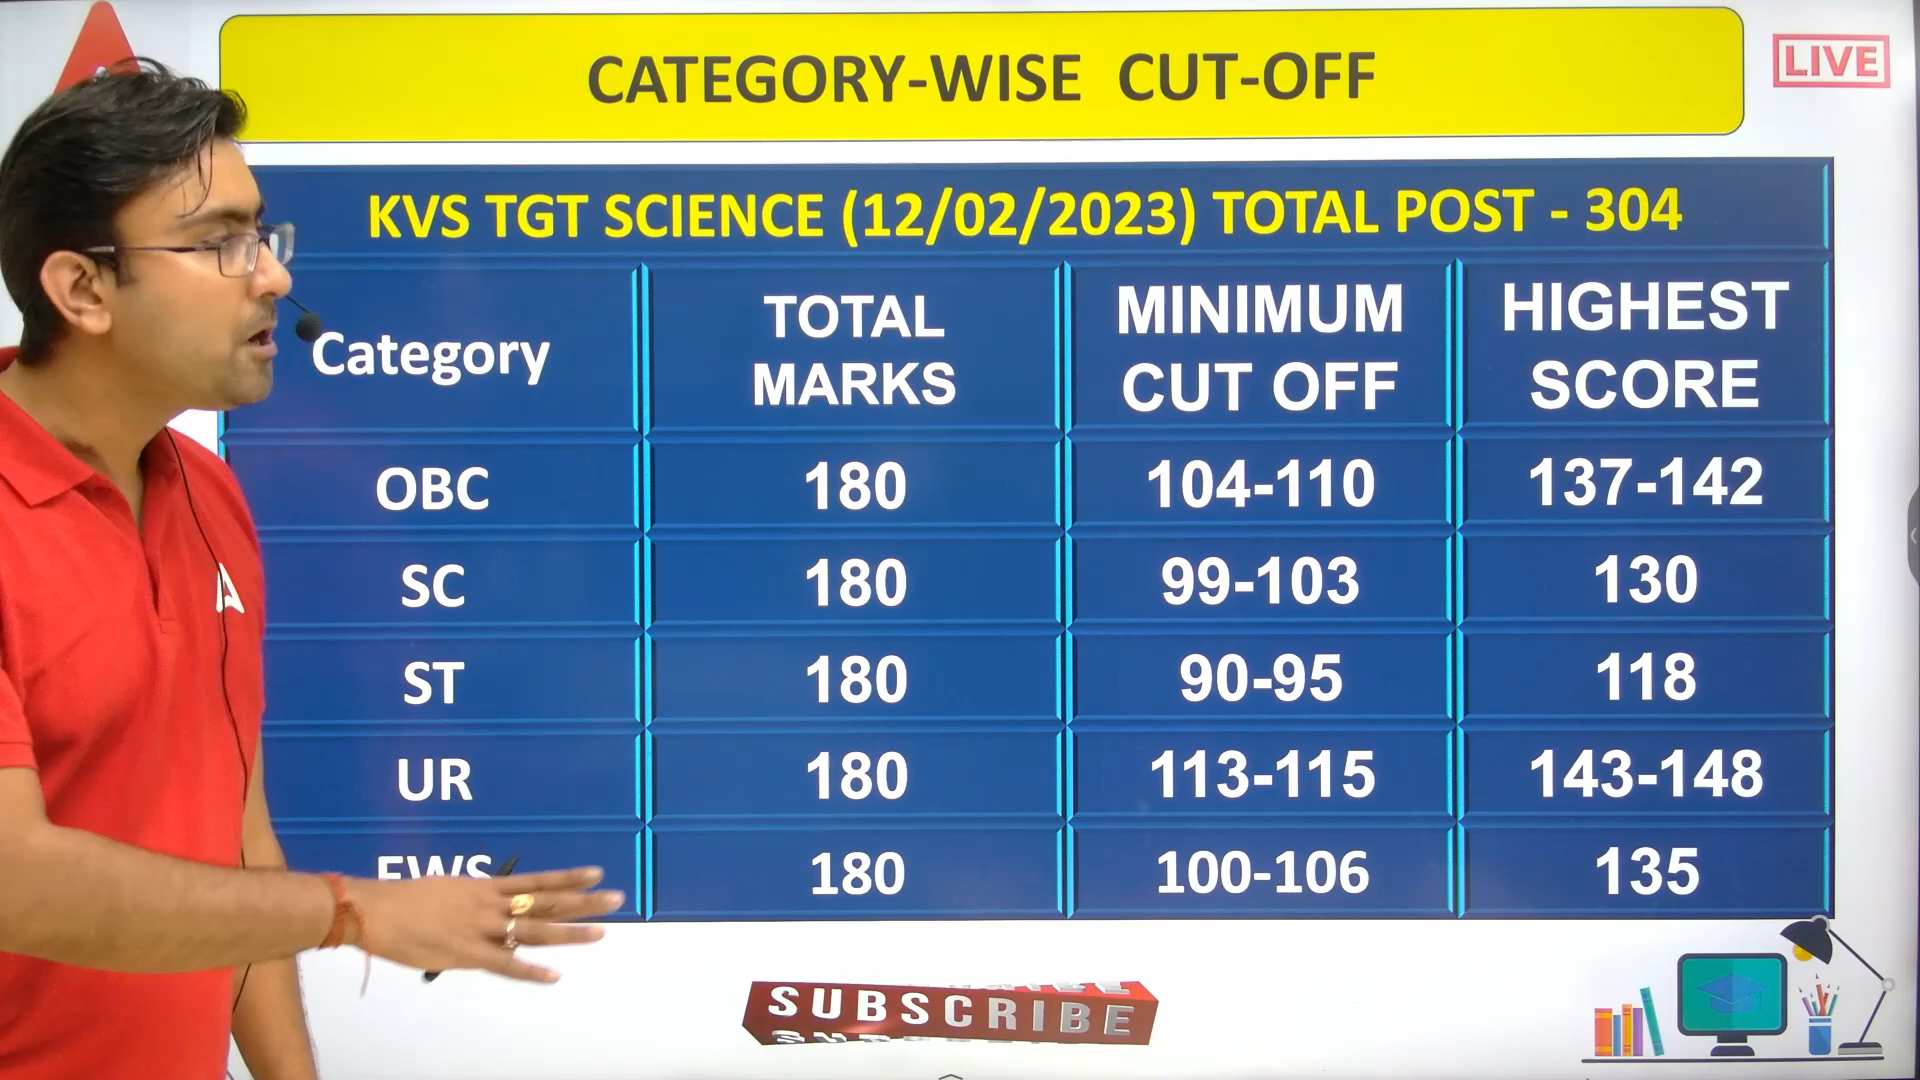 CATEGORY-WISE CUT-OFF
LIVE
KVS TGT SCIENCE (12/02/2023) TOTAL POST - 304
Category
TOTAL
MARKS
MINIMUM
CUT OFF
HIGHEST
SCORE
OBC 180 104-110 137-142
SC 180 99-103 130
ST 180 90-95 118
UR 180 113-115 143-148
EWS 180 100-106 135
SUBSCRIBE